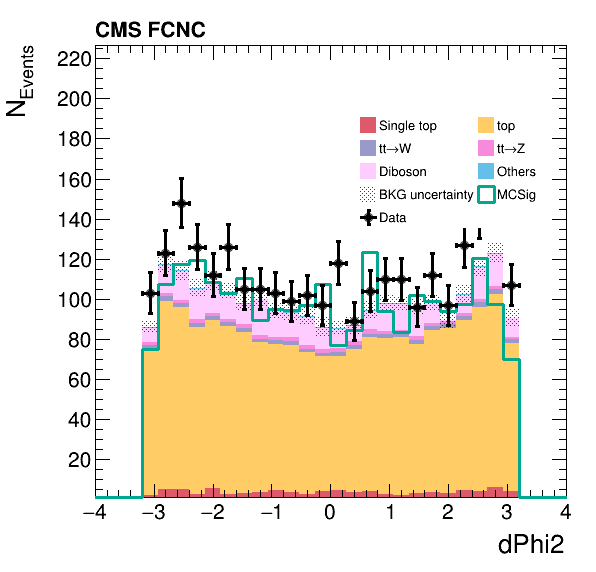 CMS FCNC
N_Events
220
200
180
160
140
120
100
80
60
40
20
Single top
top
tt→W
tt→Z
Diboson
Others
BKG uncertainty
MCSig
Data
−4 −3 −2 −1 0 1 2 3 4
dPhi2